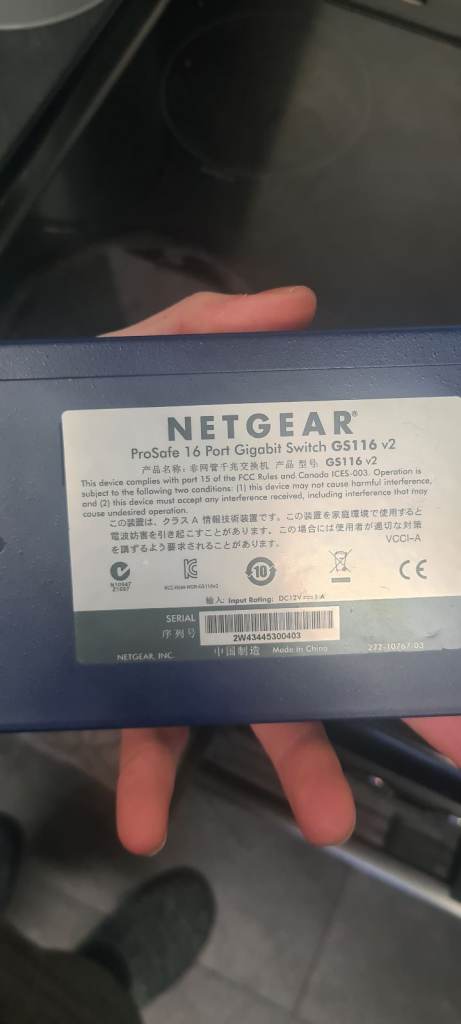 NETGEAR®
ProSafe 16 Port Gigabit Switch GS116 v2
产品名称: 非网管千兆交换机 产品 型号: GS116 v2
This device complies with part 15 of the FCC Rules and Canada ICES-003. Operation is
subject to the following two conditions: (1) this device may not cause harmful interference,
and (2) this device must accept any interference received, including interference that may
cause undesired operation.
この装置は、クラス A 情報技術装置です。この装置を家庭環境で使用すると
電波妨害を引き起こすことがあります。この場合には使用者が適切な対策
を講ずるよう要求されることがあります。
VCCI-A
N10947
10
CE
输入: Input Rating: DC12V
SERIAL
序列号
2W43445300403
NETGEAR, INC.
中国制造 Made in China
272-10767-03